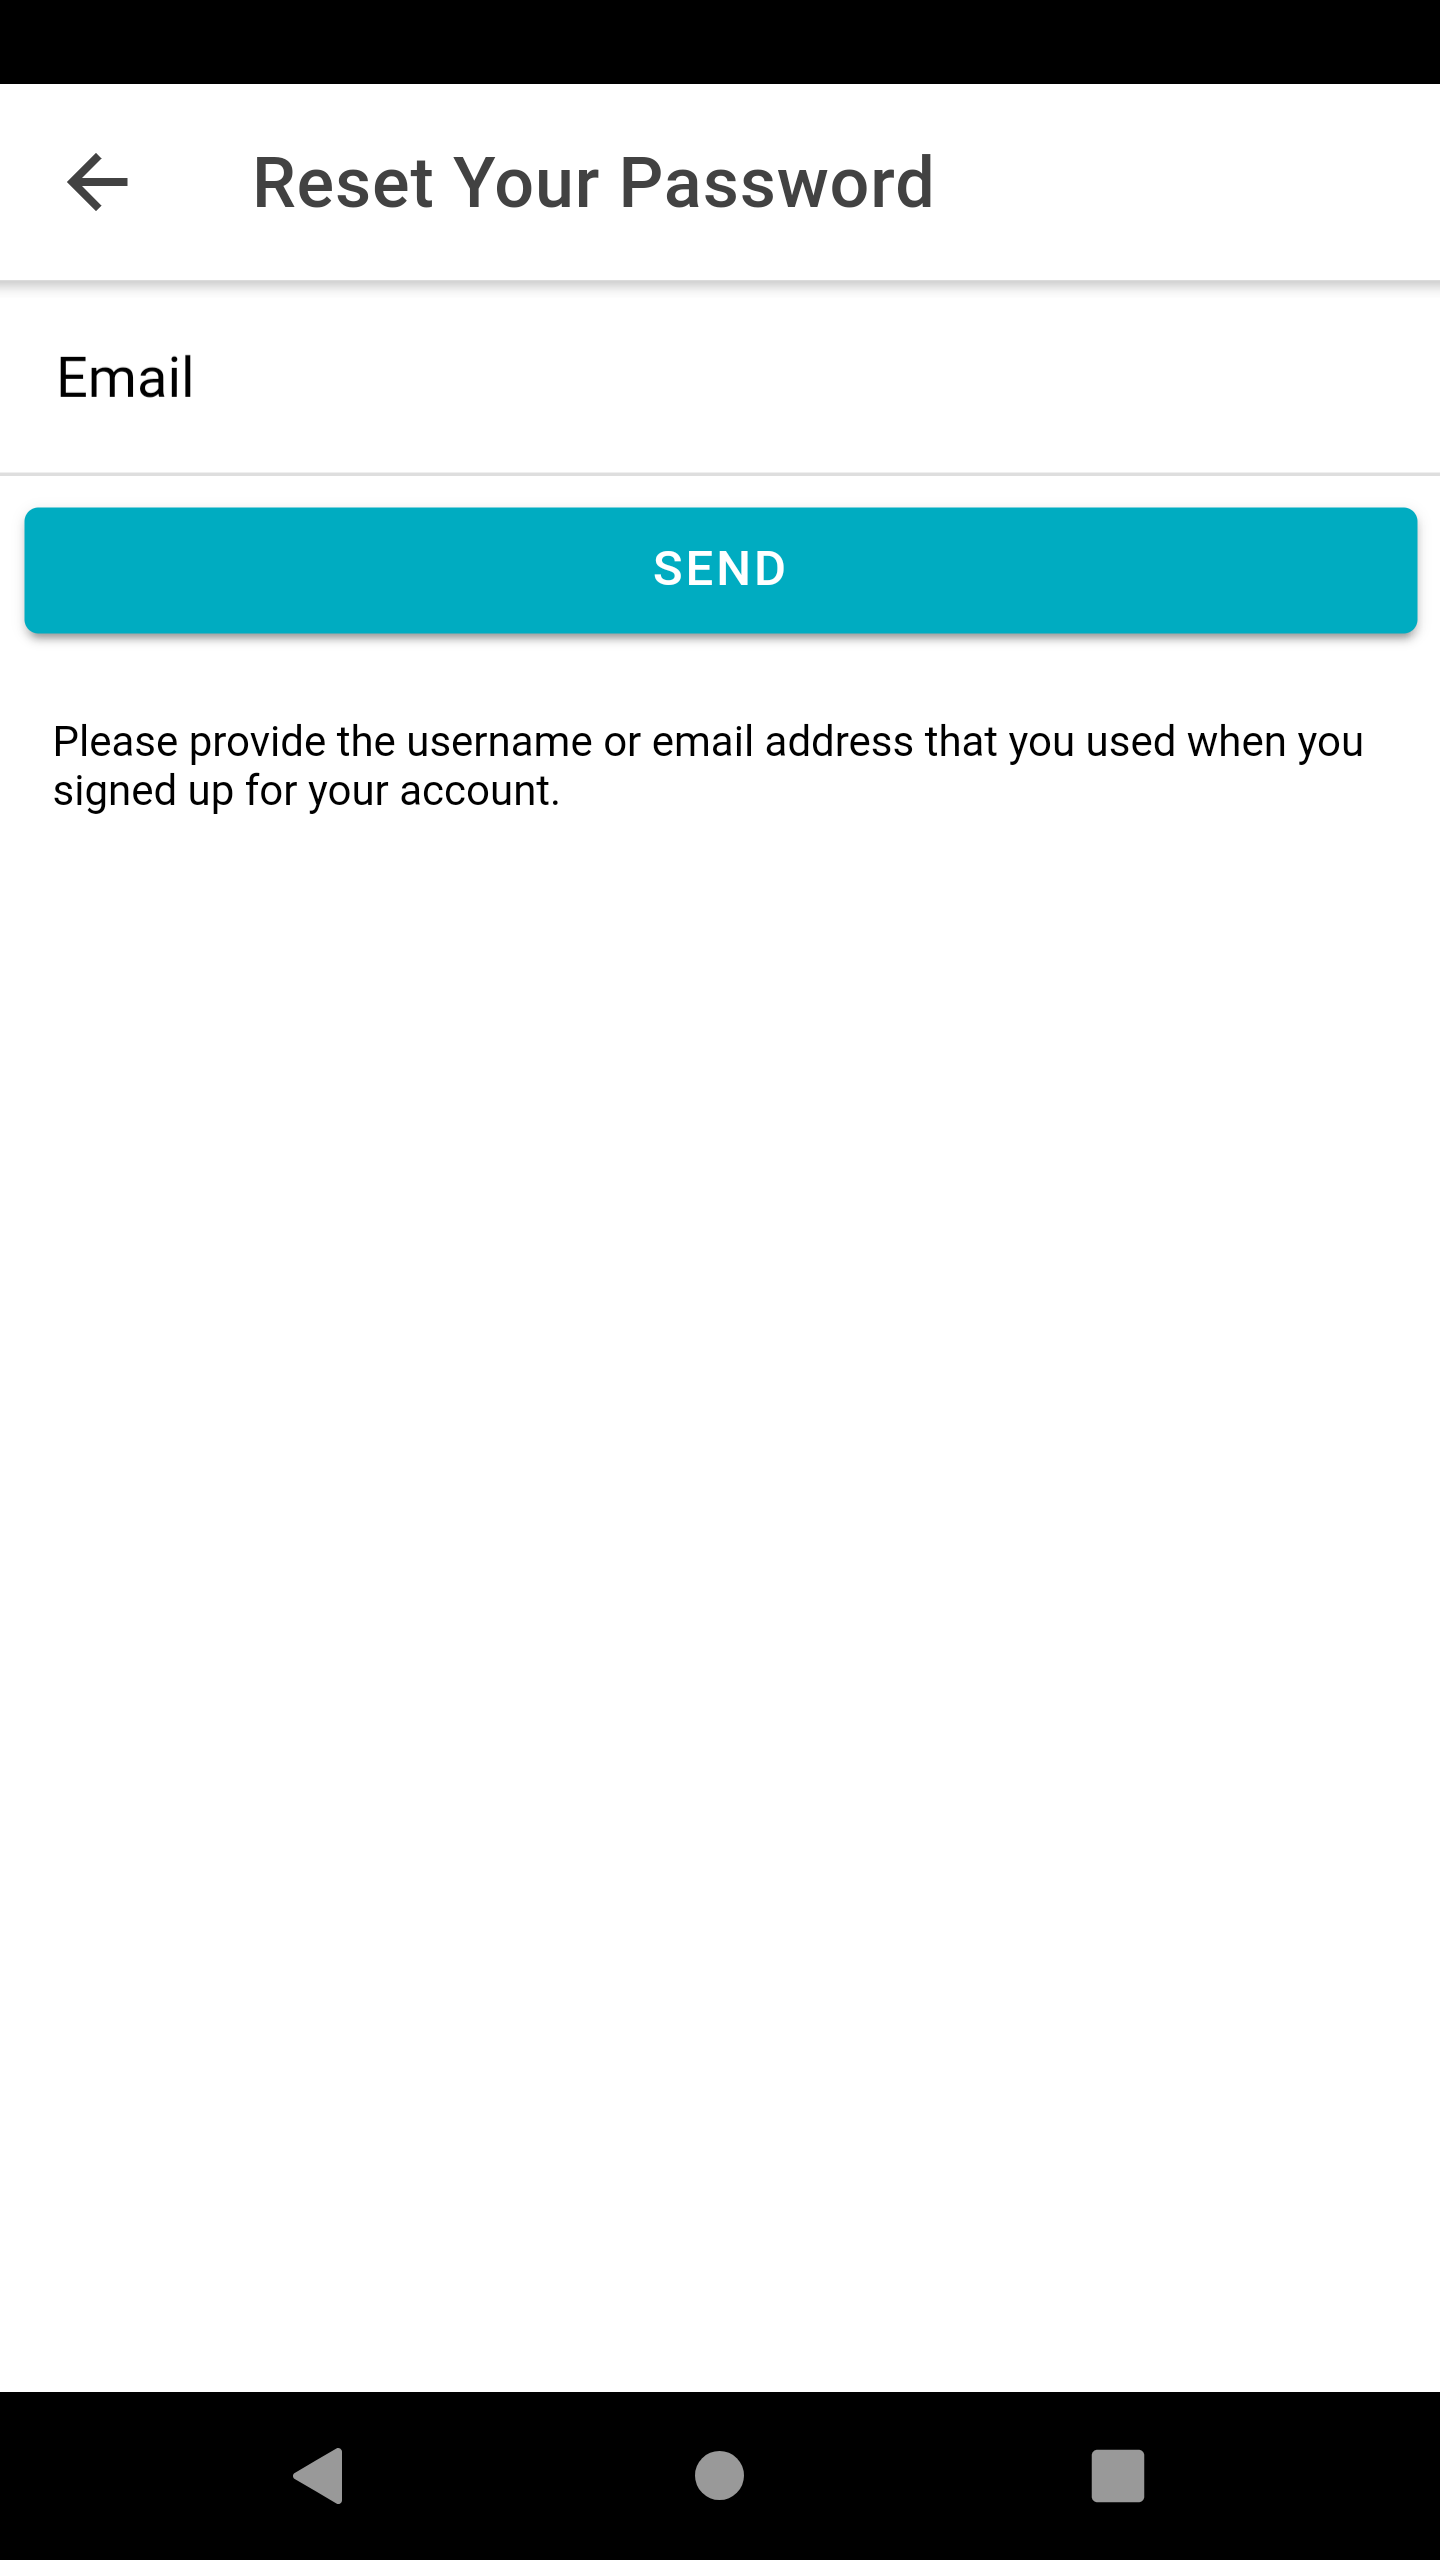 Reset Your Password
Email
SEND
Please provide the username or email address that you used when you
signed up for your account.